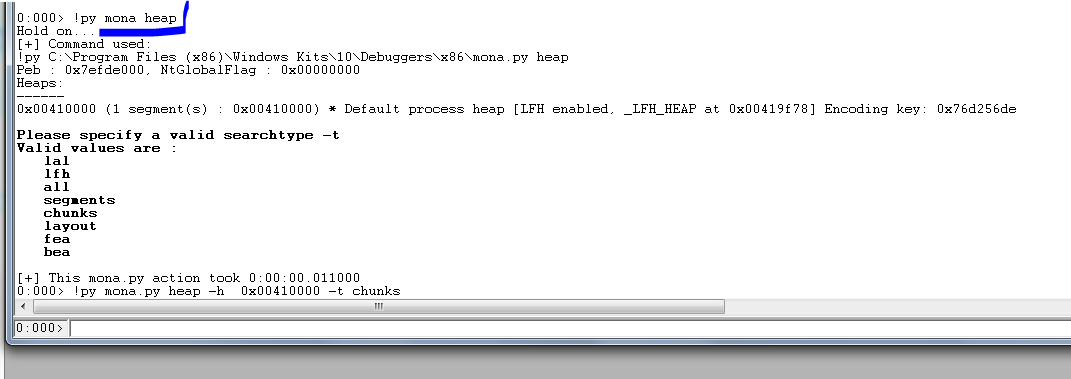 0:000> !py mona heap
Hold on...
[+] Command used:
!py C:\Program Files (x86)\Windows Kits\10\Debuggers\x86\mona.py heap
Peb : 0x7efde000, NtGlobalFlag : 0x00000000
Heaps:
------
0x00410000 (1 segment(s) : 0x00410000) * Default process heap [LFH enabled, _LFH_HEAP at 0x00419f78] Encoding key: 0x76d256de
Please specify a valid searchtype -t
Valid values are :
lal
lfh
all
segments
chunks
layout
fea
bea
[+] This mona.py action took 0:00:00.011000
0:000> !py mona.py heap -h  0x00410000 -t chunks
0:000>